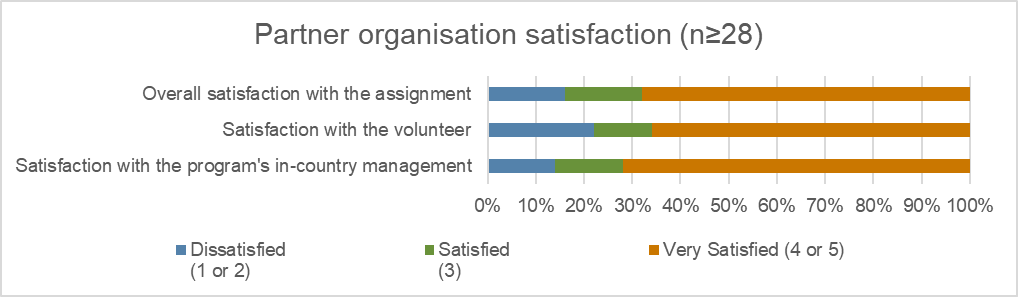 Partner organisation satisfaction (n≥28)
Overall satisfaction with the assignment
Satisfaction with the volunteer
Satisfaction with the program's in-country management
0% 10% 20% 30% 40% 50% 60% 70% 80% 90% 100%
Dissatisfied
(1 or 2)
Satisfied
(3)
Very Satisfied (4 or 5)